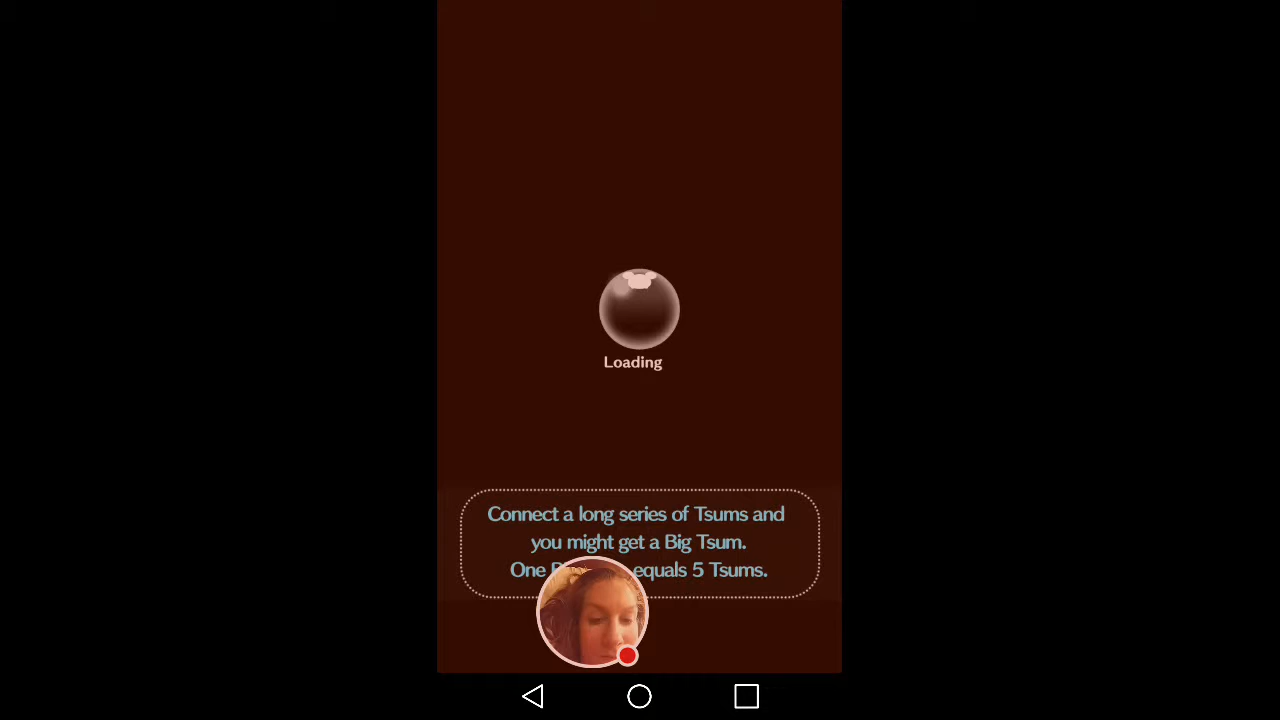 Loading
Connect a long series of Tsums and
you might get a Big Tsum.
One equals 5 Tsums.